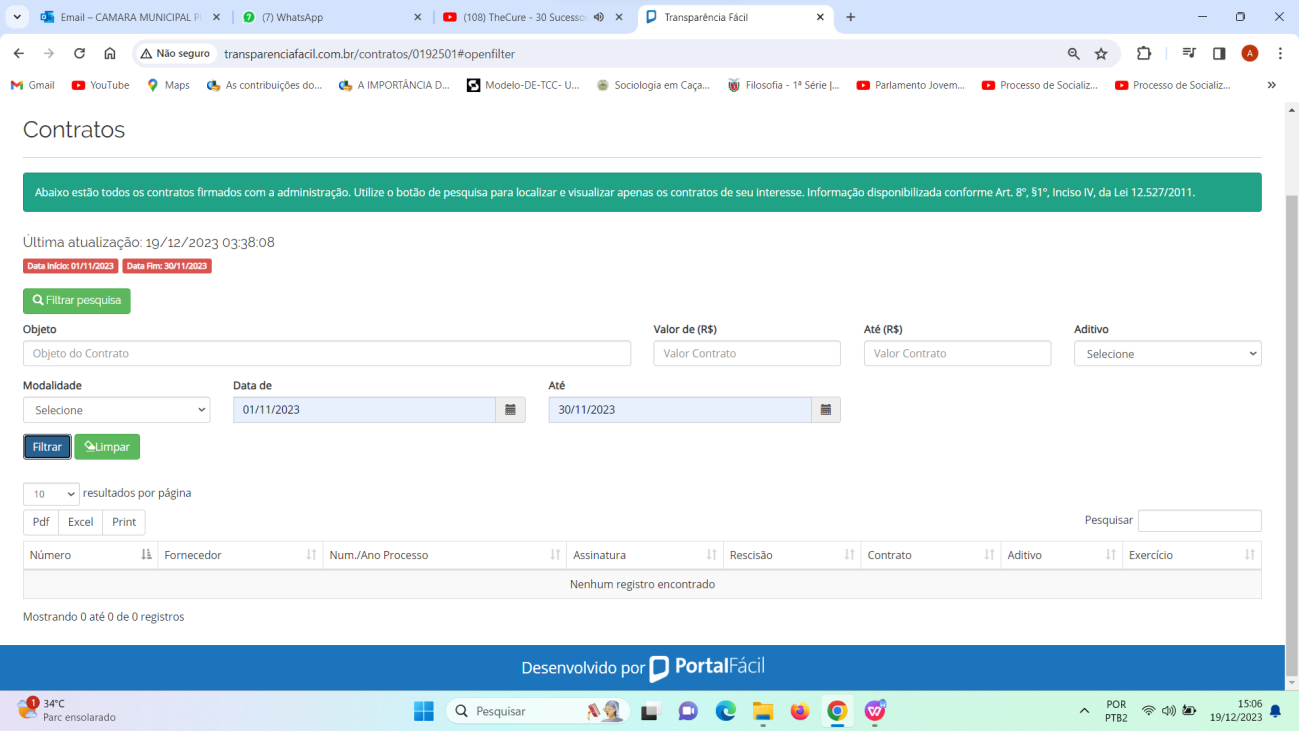 Email – CAMARA MUNICIPAL P
(7) WhatsApp
(108) TheCure - 30 Sucesso
Transparência Fácil
Não seguro
transparenciafacil.com.br/contratos/0192501#openfilter
A
Gmail
YouTube
Maps
As contribuições do...
A IMPORTÂNCIA D...
Modelo-DE-TCC- U...
Sociologia em Caça...
Filosofia - 1ª Série |...
Parlamento Jovem...
Processo de Socializ...
Processo de Socializ...
Contratos
Abaixo estão todos os contratos firmados com a administração. Utilize o botão de pesquisa para localizar e visualizar apenas os contratos de seu interesse. Informação disponibilizada conforme Art. 8º, §1º, Inciso IV, da Lei 12.527/2011.
Última atualização: 19/12/2023 03:38:08
Data Início: 01/11/2023 Data Fim: 30/11/2023
Filtrar pesquisa
Objeto
Valor de (R$)
Até (R$)
Aditivo
Objeto do Contrato
Valor Contrato
Valor Contrato
Selecione
Modalidade
Data de
Até
Selecione
01/11/2023
30/11/2023
Filtrar
Limpar
10 resultados por página
Pdf Excel Print
Pesquisar
Número Fornecedor Num./Ano Processo Assinatura Rescisão Contrato Aditivo Exercício
Nenhum registro encontrado
Mostrando 0 até 0 de 0 registros
Desenvolvido por PortalFácil
1
34°C
Parc ensolarado
Pesquisar
POR
PTB2
15:06
19/12/2023